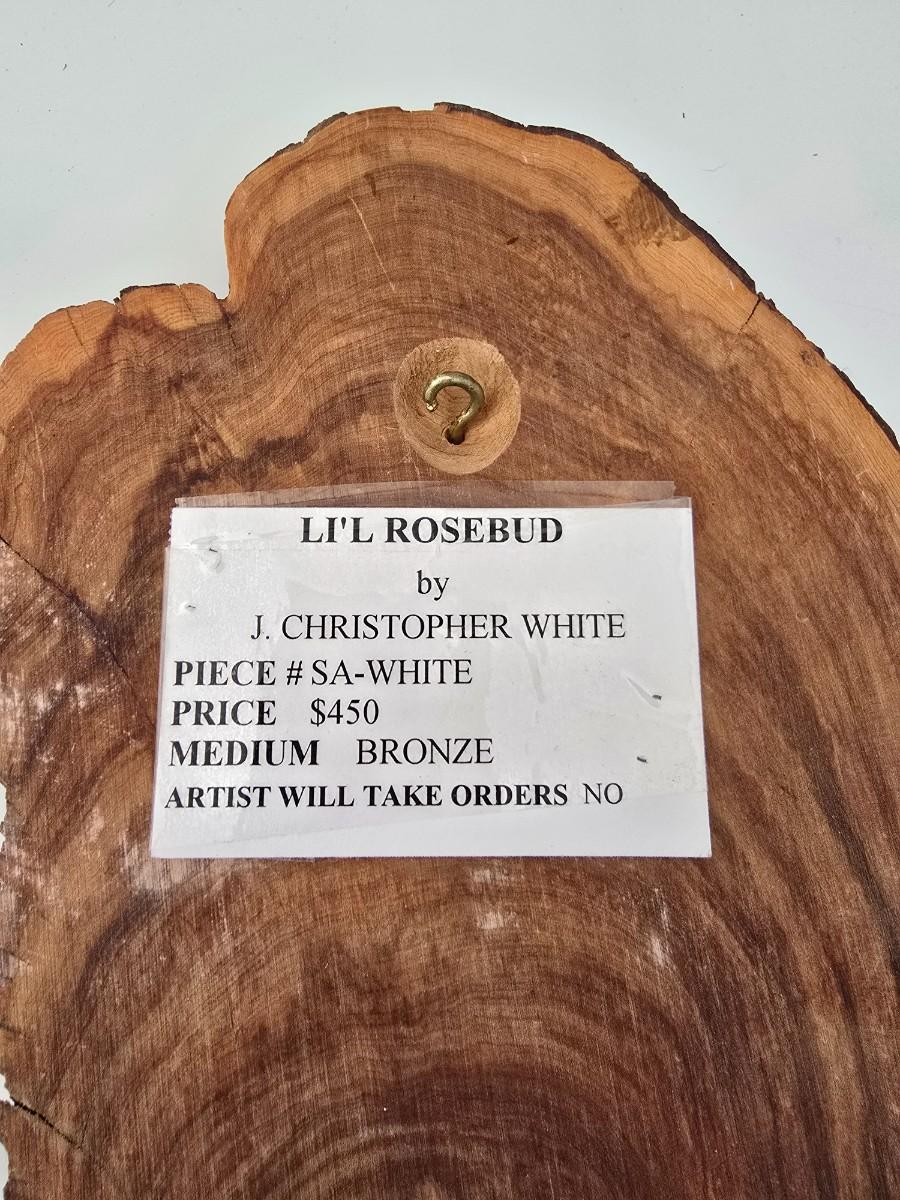 LI'L ROSEBUD
by
J. CHRISTOPHER WHITE
PIECE # SA-WHITE
PRICE $450
MEDIUM BRONZE
ARTIST WILL TAKE ORDERS NO